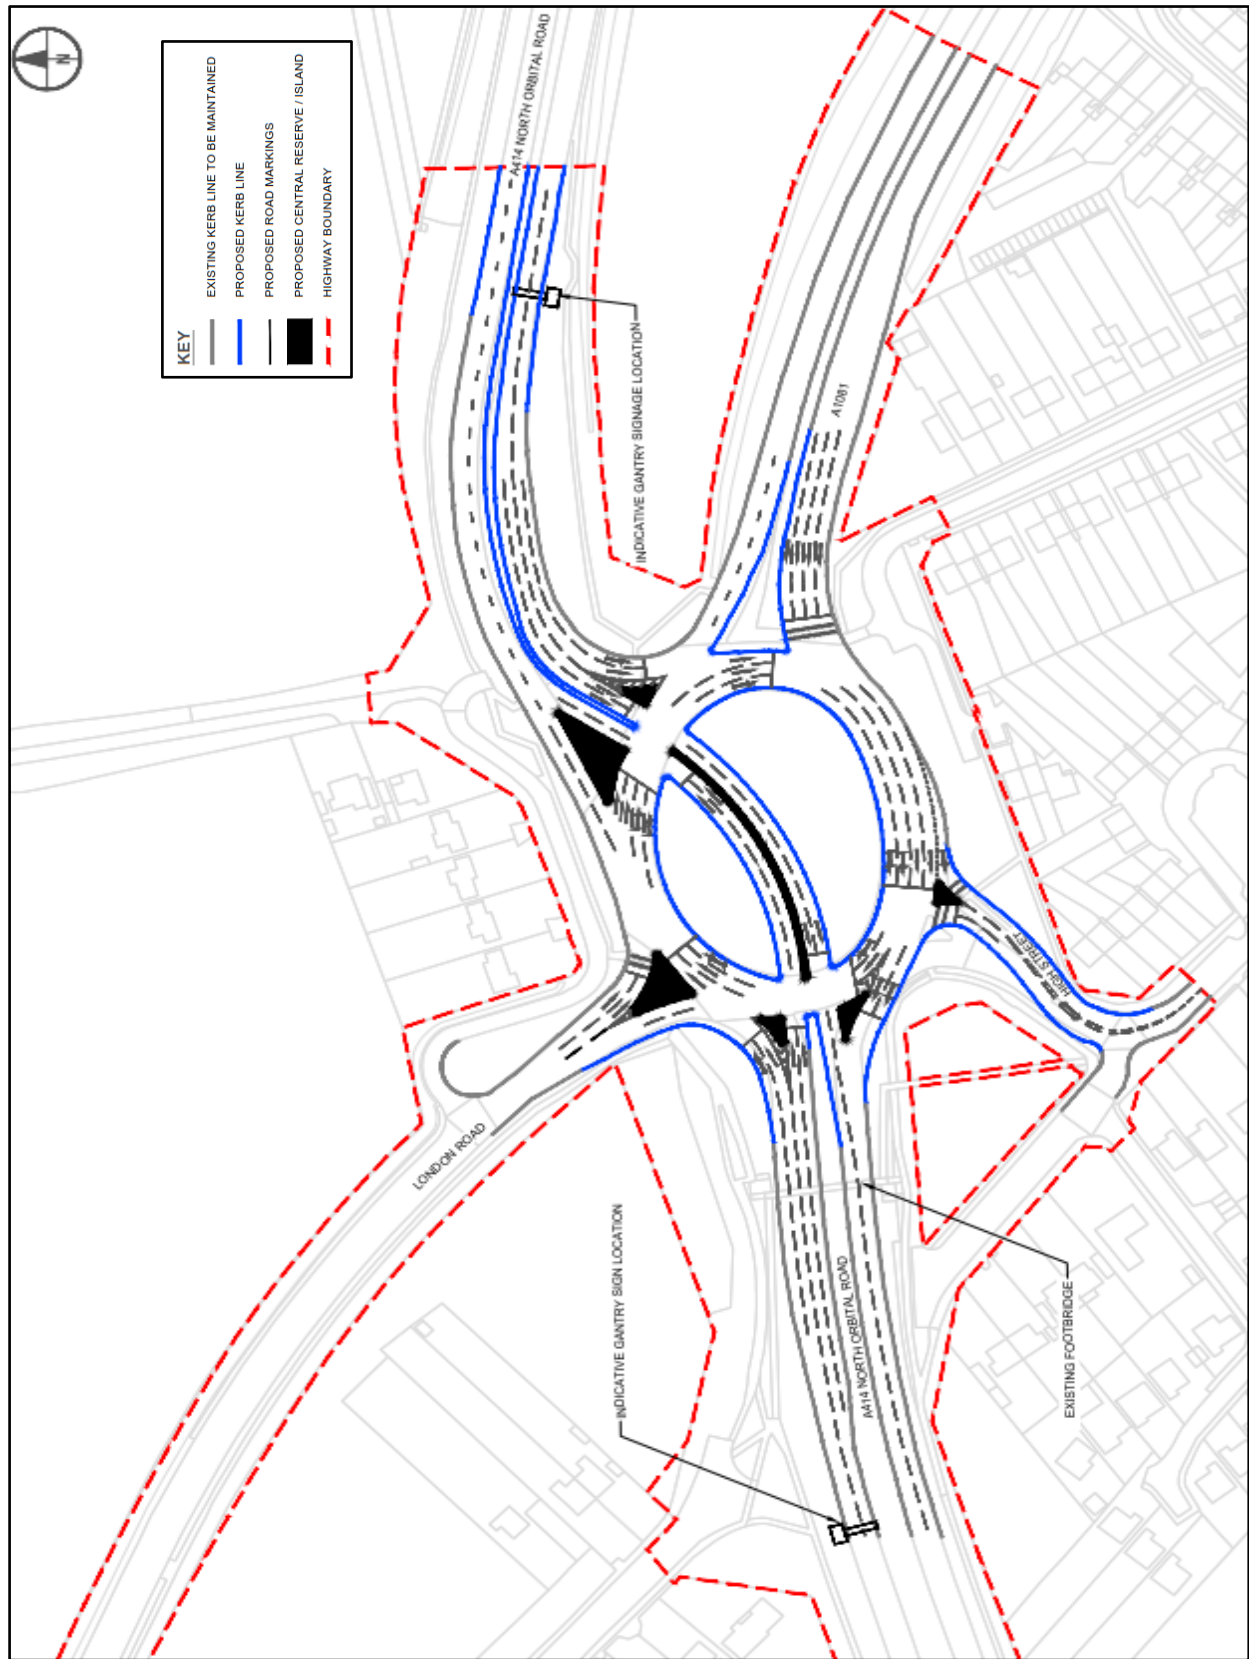 N
KEY
EXISTING KERB LINE TO BE MAINTAINED
PROPOSED KERB LINE
PROPOSED ROAD MARKINGS
PROPOSED CENTRAL RESERVE / ISLAND
HIGHWAY BOUNDARY
A414 NORTH ORBITAL ROAD
INDICATIVE GANTRY SIGNAGE LOCATION
A1081
HIGH STREET
LONDON ROAD
INDICATIVE GANTRY SIGN LOCATION
A414 NORTH ORBITAL ROAD
EXISTING FOOTBRIDGE